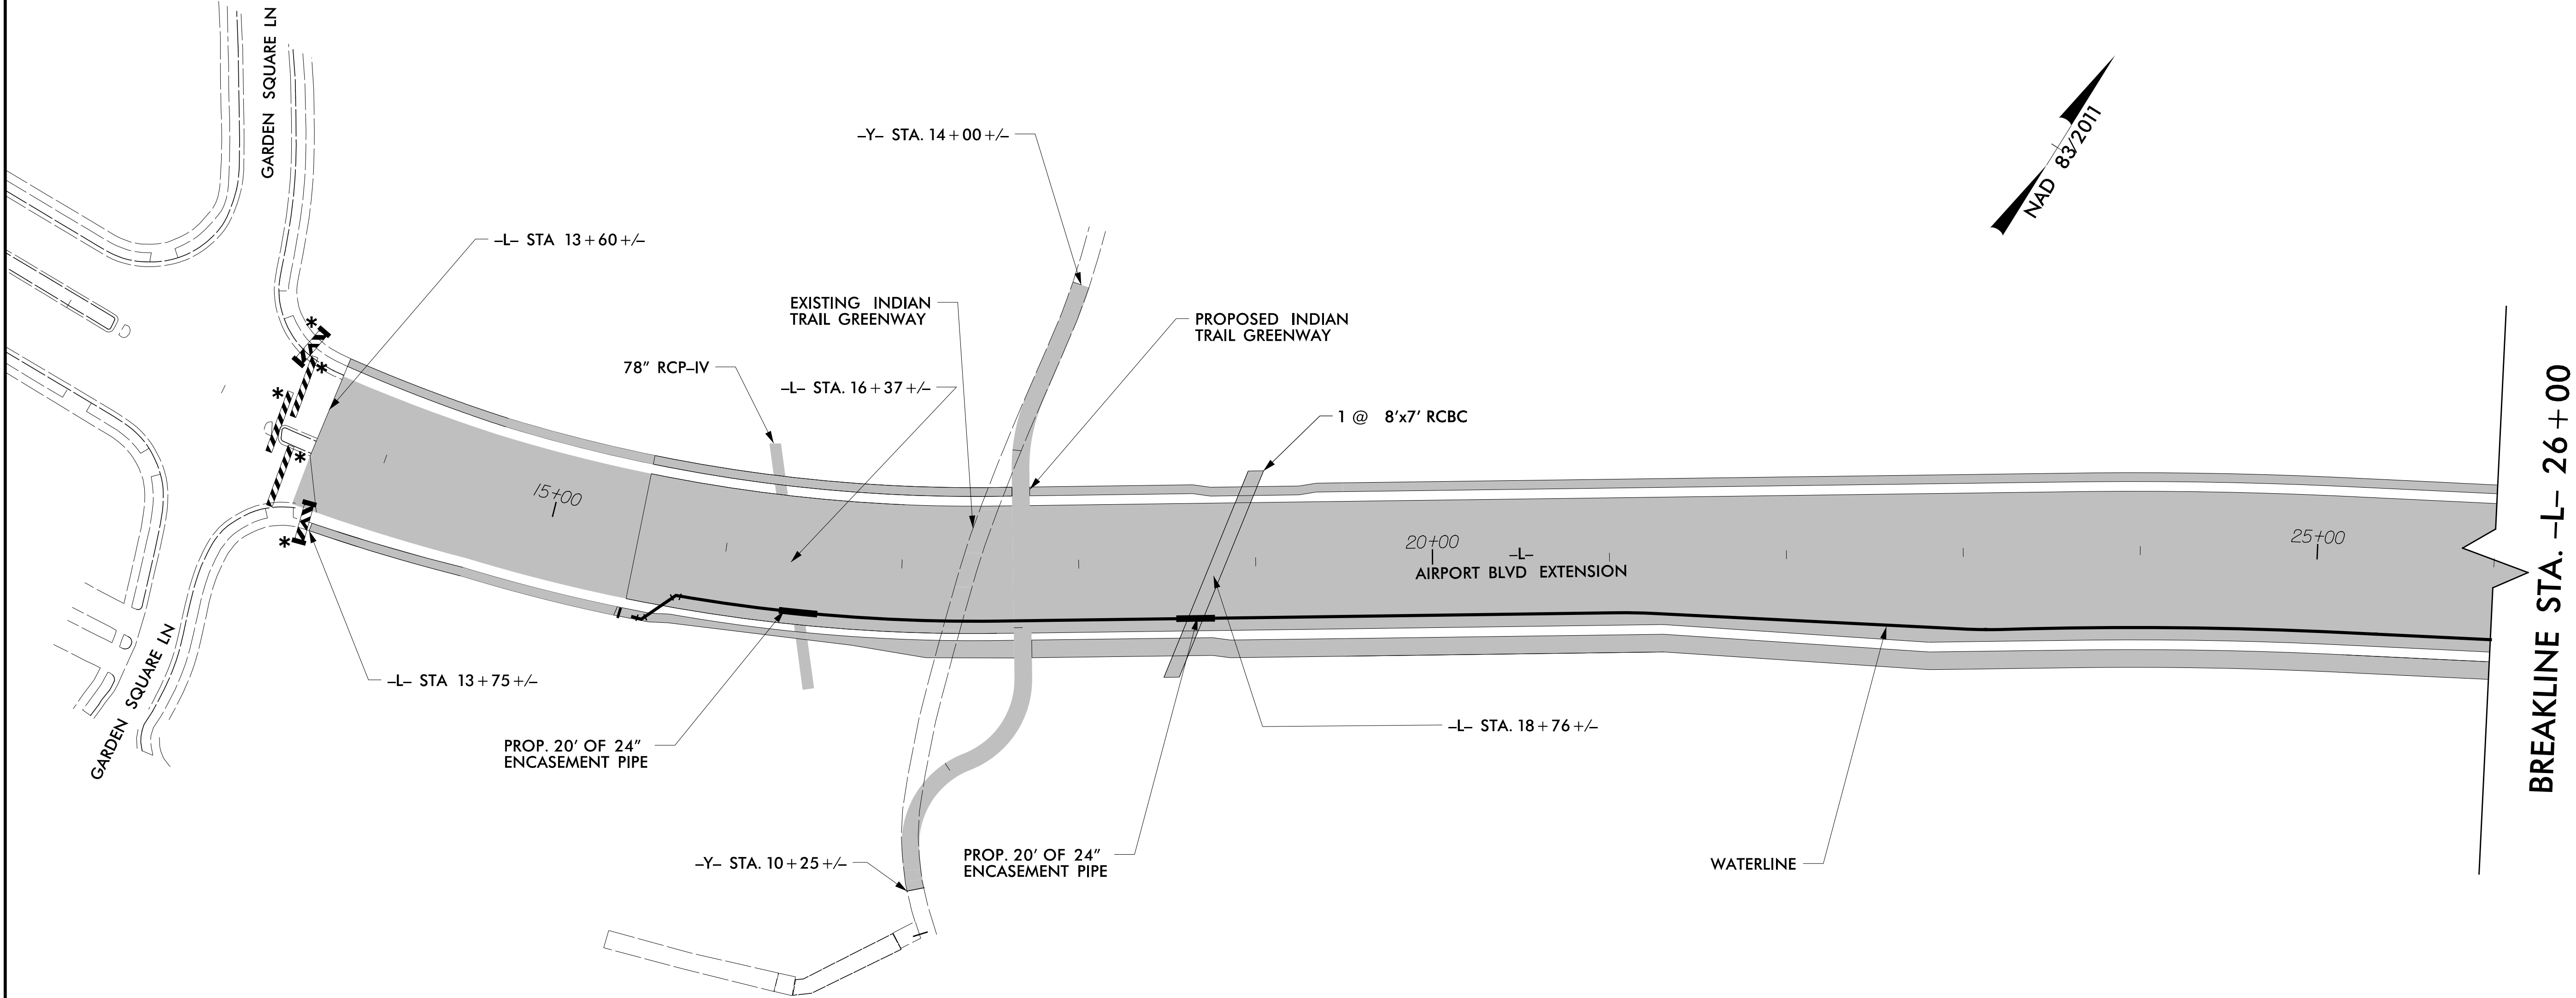 GARDEN SQUARE LN
–Y– STA. 14+00 +/–
NAD 83/2011
–L– STA 13+60 +/–
EXISTING INDIAN
TRAIL GREENWAY
PROPOSED INDIAN
TRAIL GREENWAY
78" RCP–IV
–L– STA. 16+37 +/–
1 @ 8'x7' RCBC
*
*
*
*
*
15+00
20+00
25+00
–L–
AIRPORT BLVD EXTENSION
BREAKLINE STA. –L– 26+00
–L– STA 13+75 +/–
GARDEN SQUARE LN
PROP. 20' OF 24"
ENCASEMENT PIPE
–L– STA. 18+76 +/–
–Y– STA. 10+25 +/–
PROP. 20' OF 24"
ENCASEMENT PIPE
WATERLINE